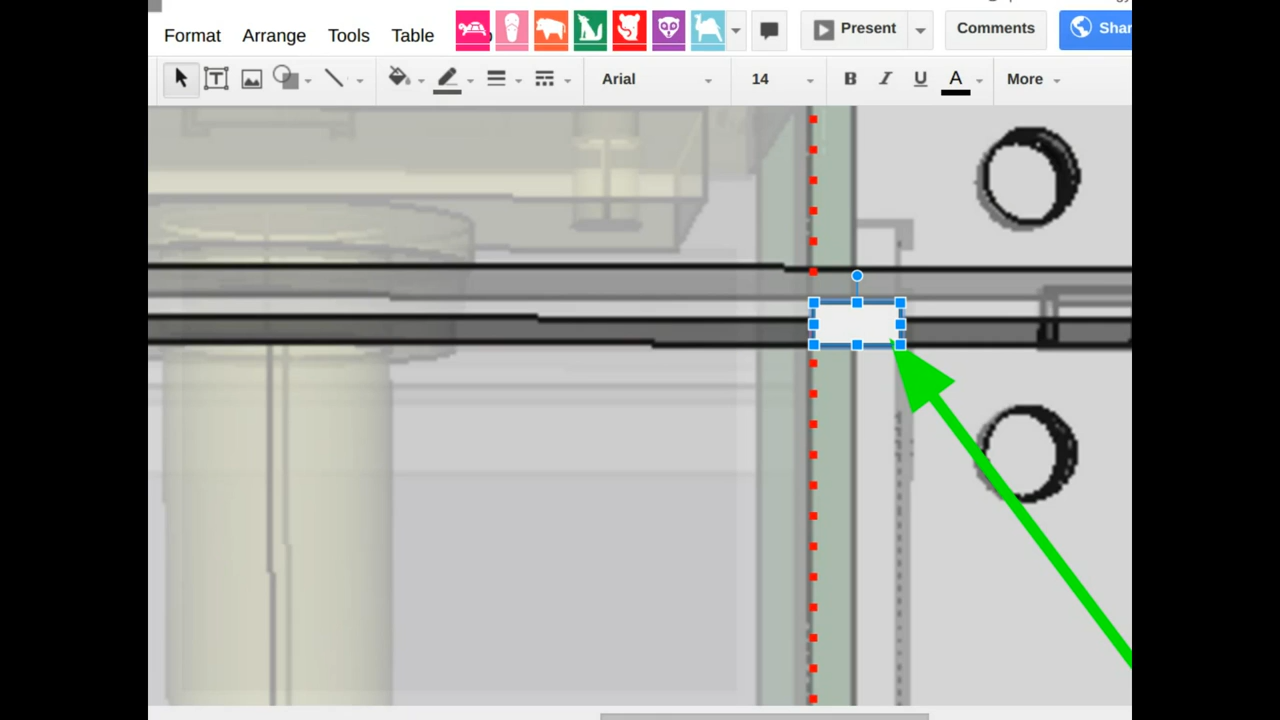 Format Arrange Tools Table Present Comments Shar
Arial 14 B I U A More